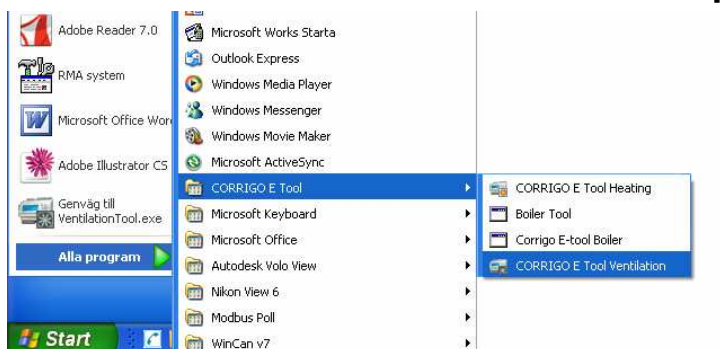 Adobe Reader 7.0
RMA system
Microsoft Office Wor
Adobe Illustrator CS
Genväg till
VentilationTool.exe
Alla program
Start
Microsoft Works Starta
Outlook Express
Windows Media Player
Windows Messenger
Windows Movie Maker
Microsoft ActiveSync
CORRIGO E Tool
Microsoft Keyboard
Microsoft Office
Autodesk Volo View
Nikon View 6
Modbus Poll
WinCan v7
CORRIGO E Tool Heating
Boiler Tool
Corrigo E-tool Boiler
CORRIGO E Tool Ventilation